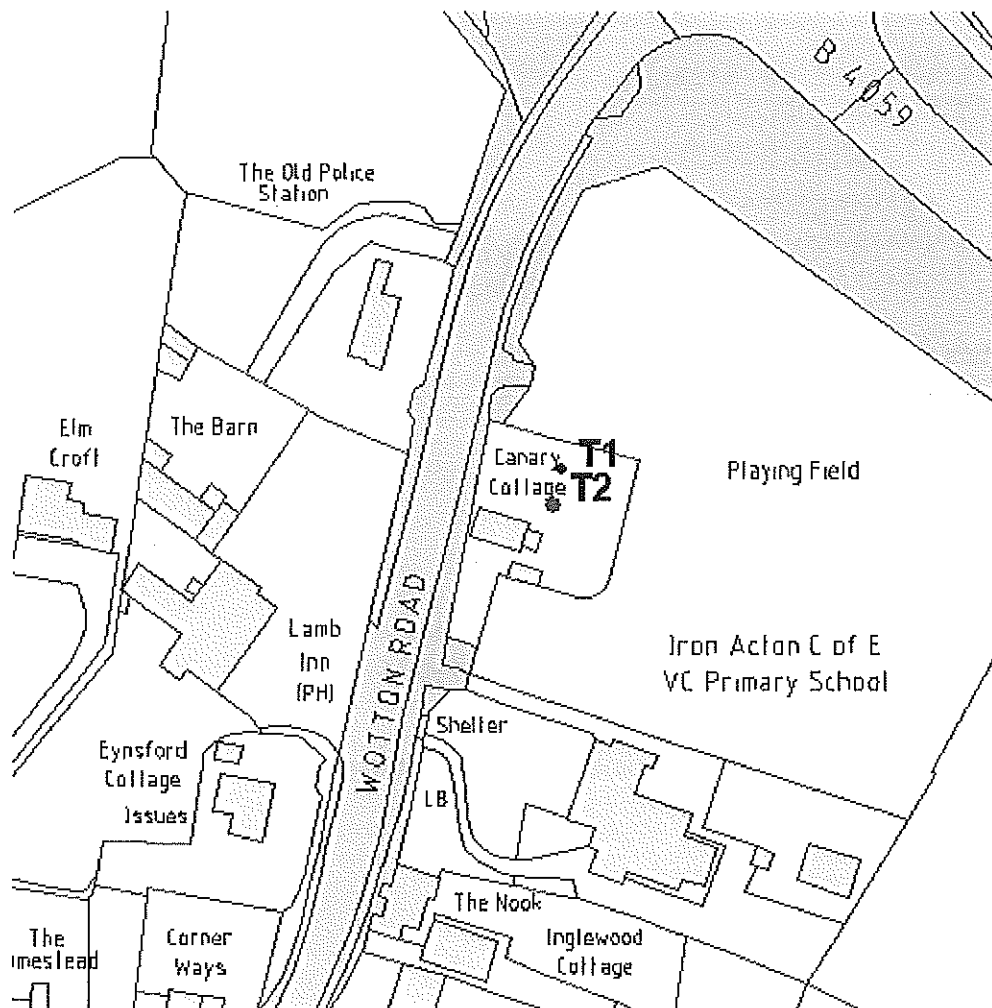 B 4059
The Old Police
Station
Elm
Croft
The Barn
Canary
Cottage
T1
T2
Playing Field
WOTTON ROAD
Lamb
Inn
(PH)
Iron Acton C of E
VC Primary School
Shelter
Eynsford
Cottage
Issues
LB
The Nook
Inglewood
Cottage
The
mestead
Corner
Ways